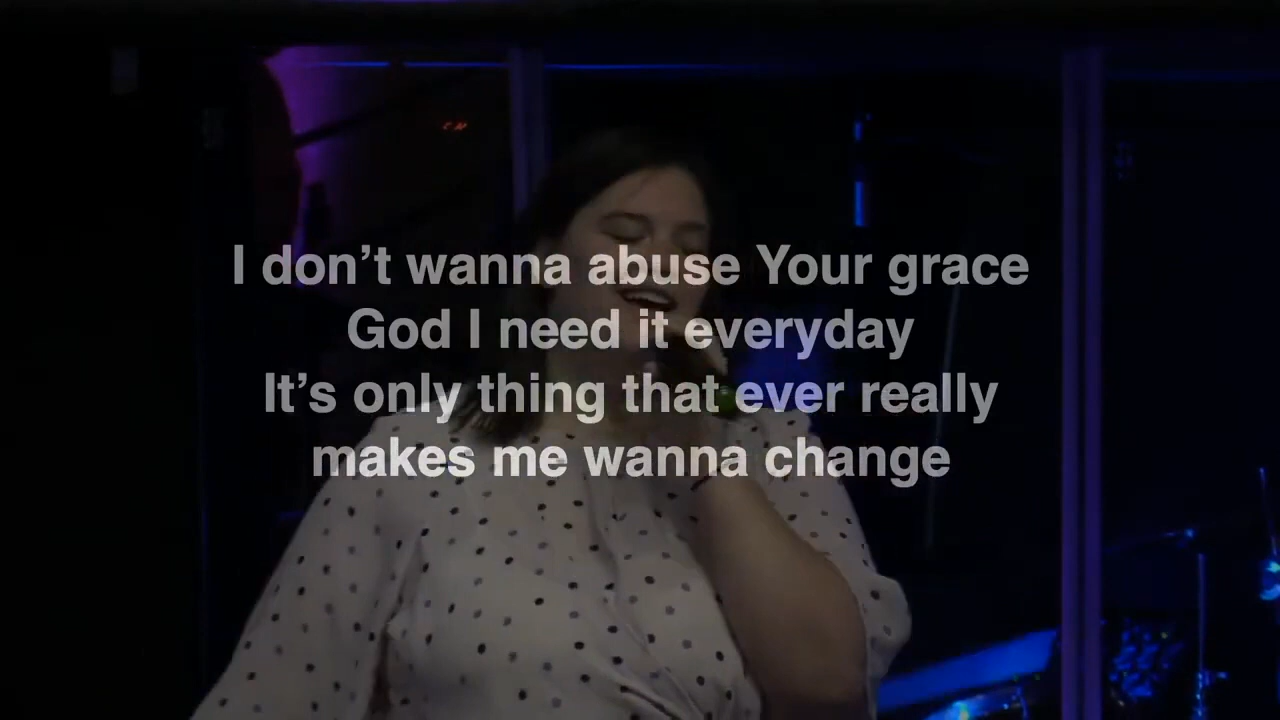 I don’t wanna abuse Your grace
God I need it everyday
It’s only thing that ever really
makes me wanna change